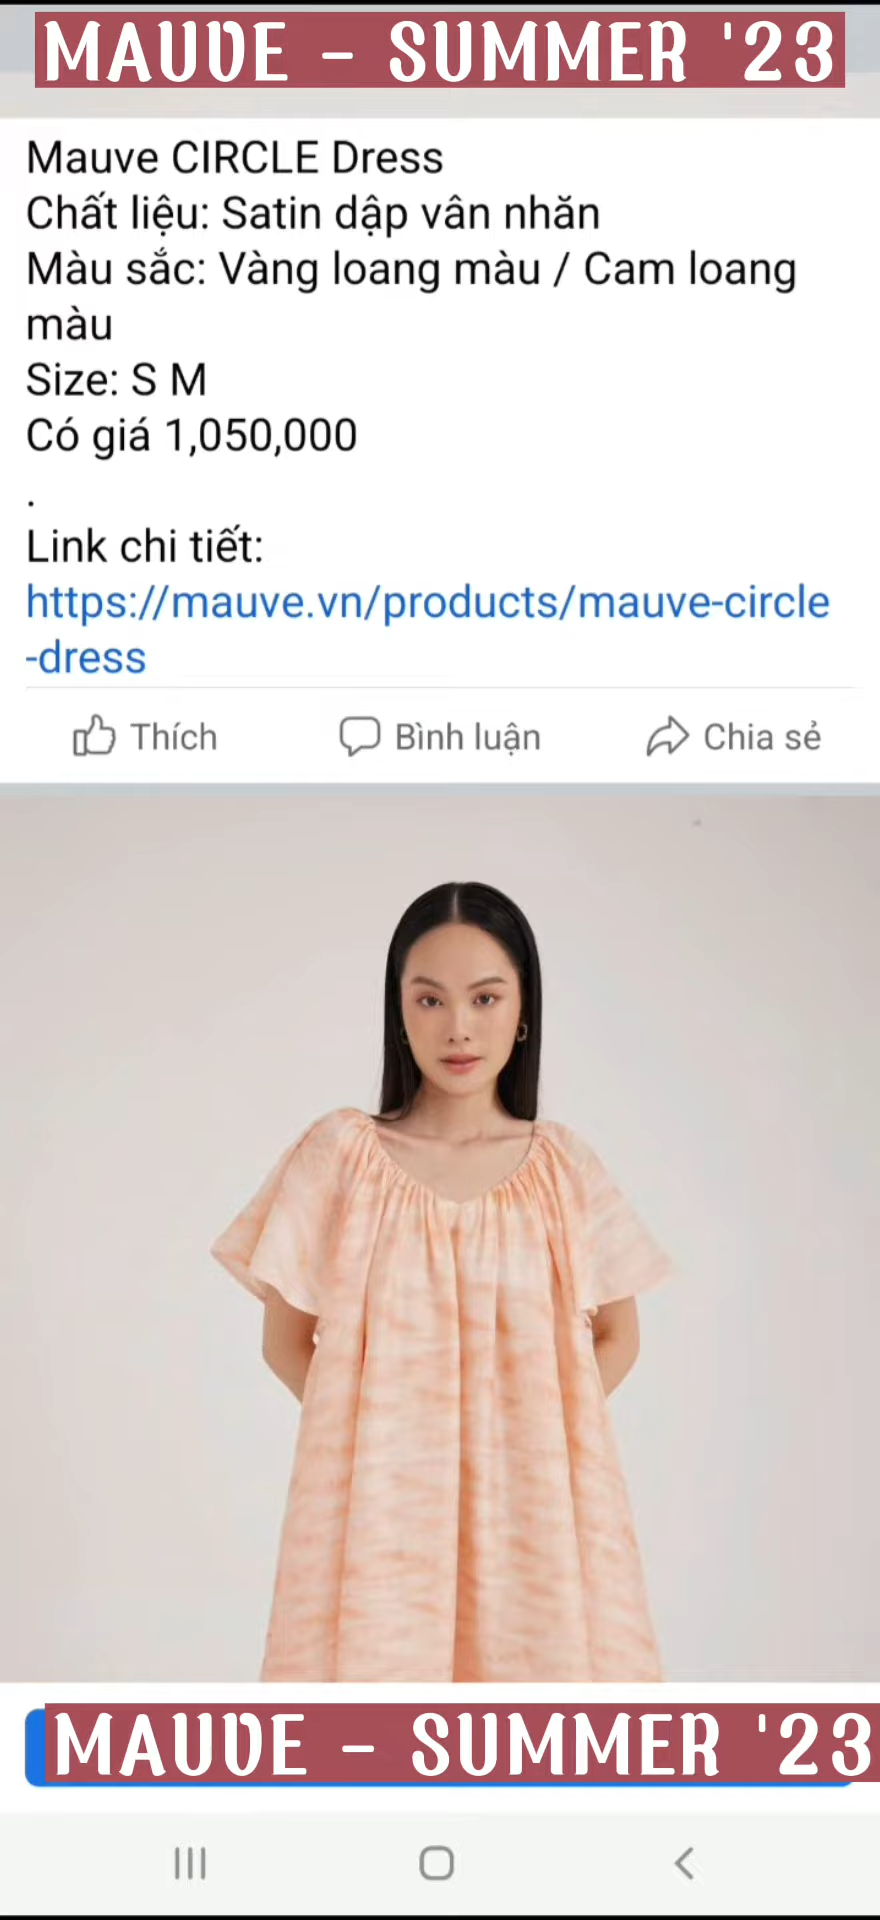 MAUVE - SUMMER '23
Mauve CIRCLE Dress
Chất liệu: Satin dập vân nhăn
Màu sắc: Vàng loang màu / Cam loang
màu
Size: S M
Có giá 1,050,000
.
Link chi tiết:
https://mauve.vn/products/mauve-circle
-dress
Thích
Bình luận
Chia sẻ
MAUVE - SUMMER '23